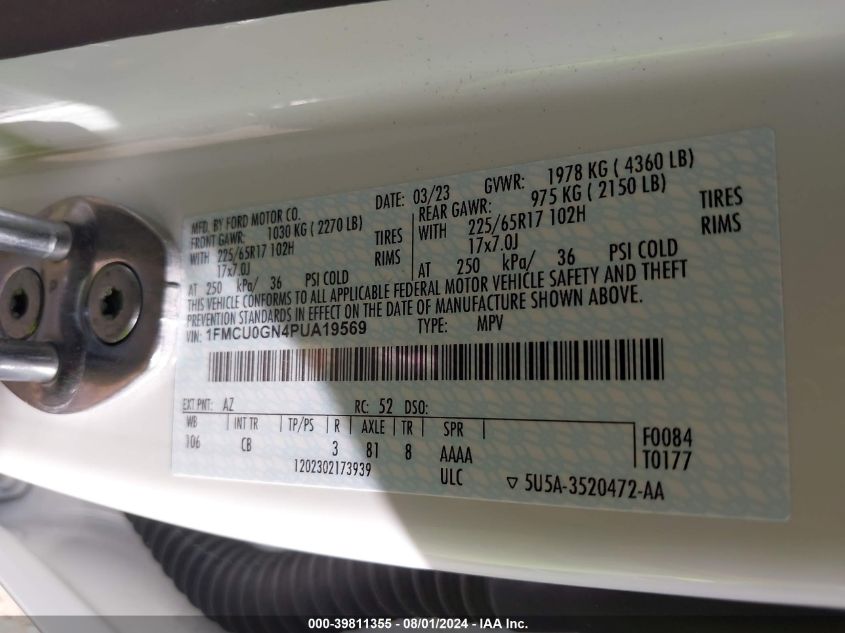 MFD. BY FORD MOTOR CO.
DATE: 03/23 GVWR: 1978 KG ( 4360 LB)
FRONT GAWR: 1030 KG ( 2270 LB)
REAR GAWR: 975 KG ( 2150 LB)
WITH 225/65R17 102H TIRES
WITH 225/65R17 102H TIRES
17x7.0J RIMS
17x7.0J RIMS
AT 250 kPa/ 36 PSI COLD
AT 250 kPa/ 36 PSI COLD
THIS VEHICLE CONFORMS TO ALL APPLICABLE FEDERAL MOTOR VEHICLE SAFETY AND THEFT
PREVENTION STANDARDS IN EFFECT ON THE DATE OF MANUFACTURE SHOWN ABOVE.
VIN: 1FMCU0GN4PUA19569 TYPE: MPV
EXT PNT: AZ RC: 52 DSO:
WB INT TR TP/PS R AXLE TR SPR
106 CB 3 81 8 AAAA
F0084
T0177
1202302173939 ULC
▽ 5U5A-3520472-AA
000-39811355 - 08/01/2024 - IAA Inc.